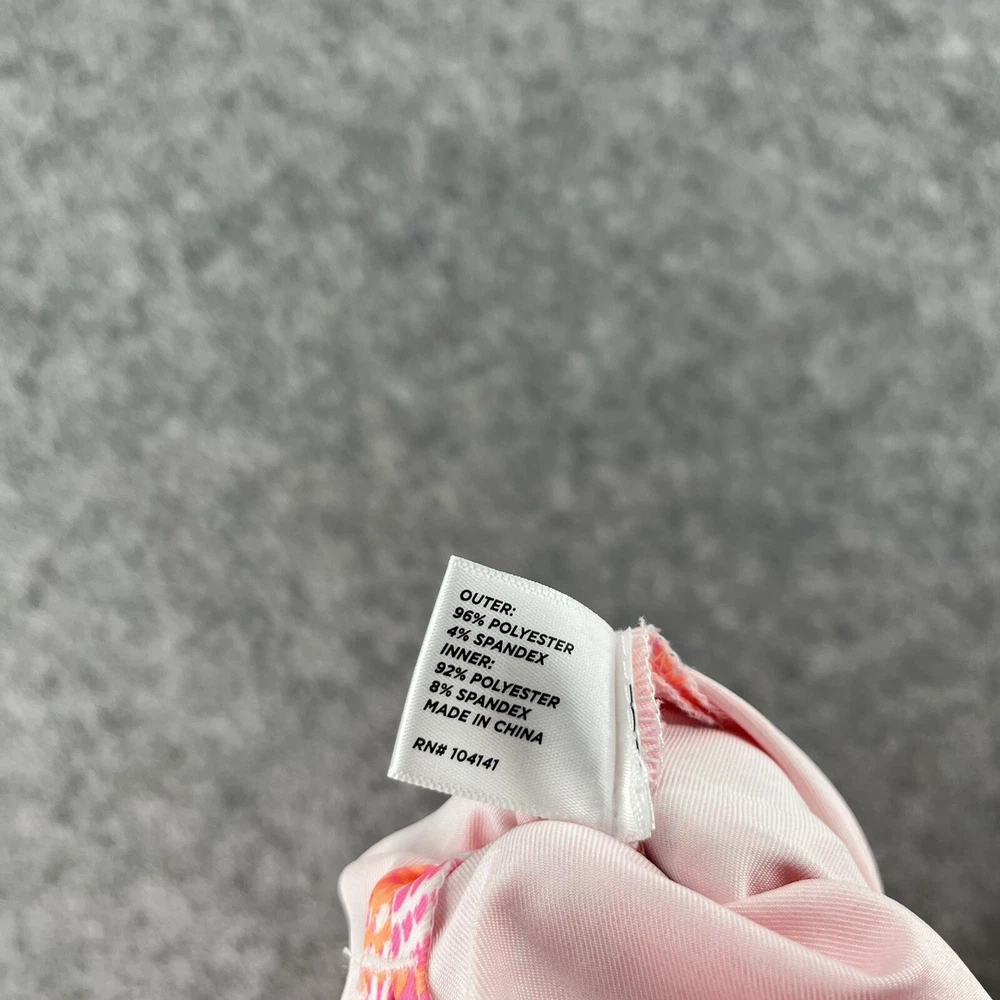 OUTER:
96% POLYESTER
4% SPANDEX
INNER:
92% POLYESTER
8% SPANDEX
MADE IN CHINA
RN# 104141